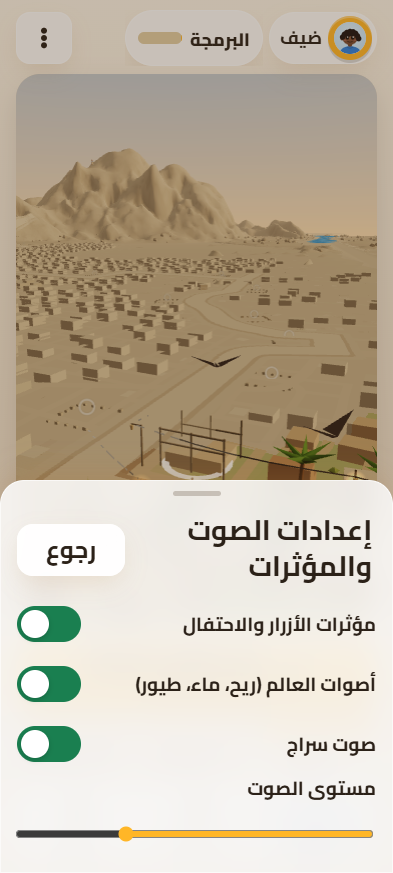 ضيف
البرمجة
إعدادات الصوت
والمؤثرات
رجوع
مؤثرات الأزرار والاحتفال
أصوات العالم (ريح، ماء، طيور)
صوت سراج
مستوى الصوت